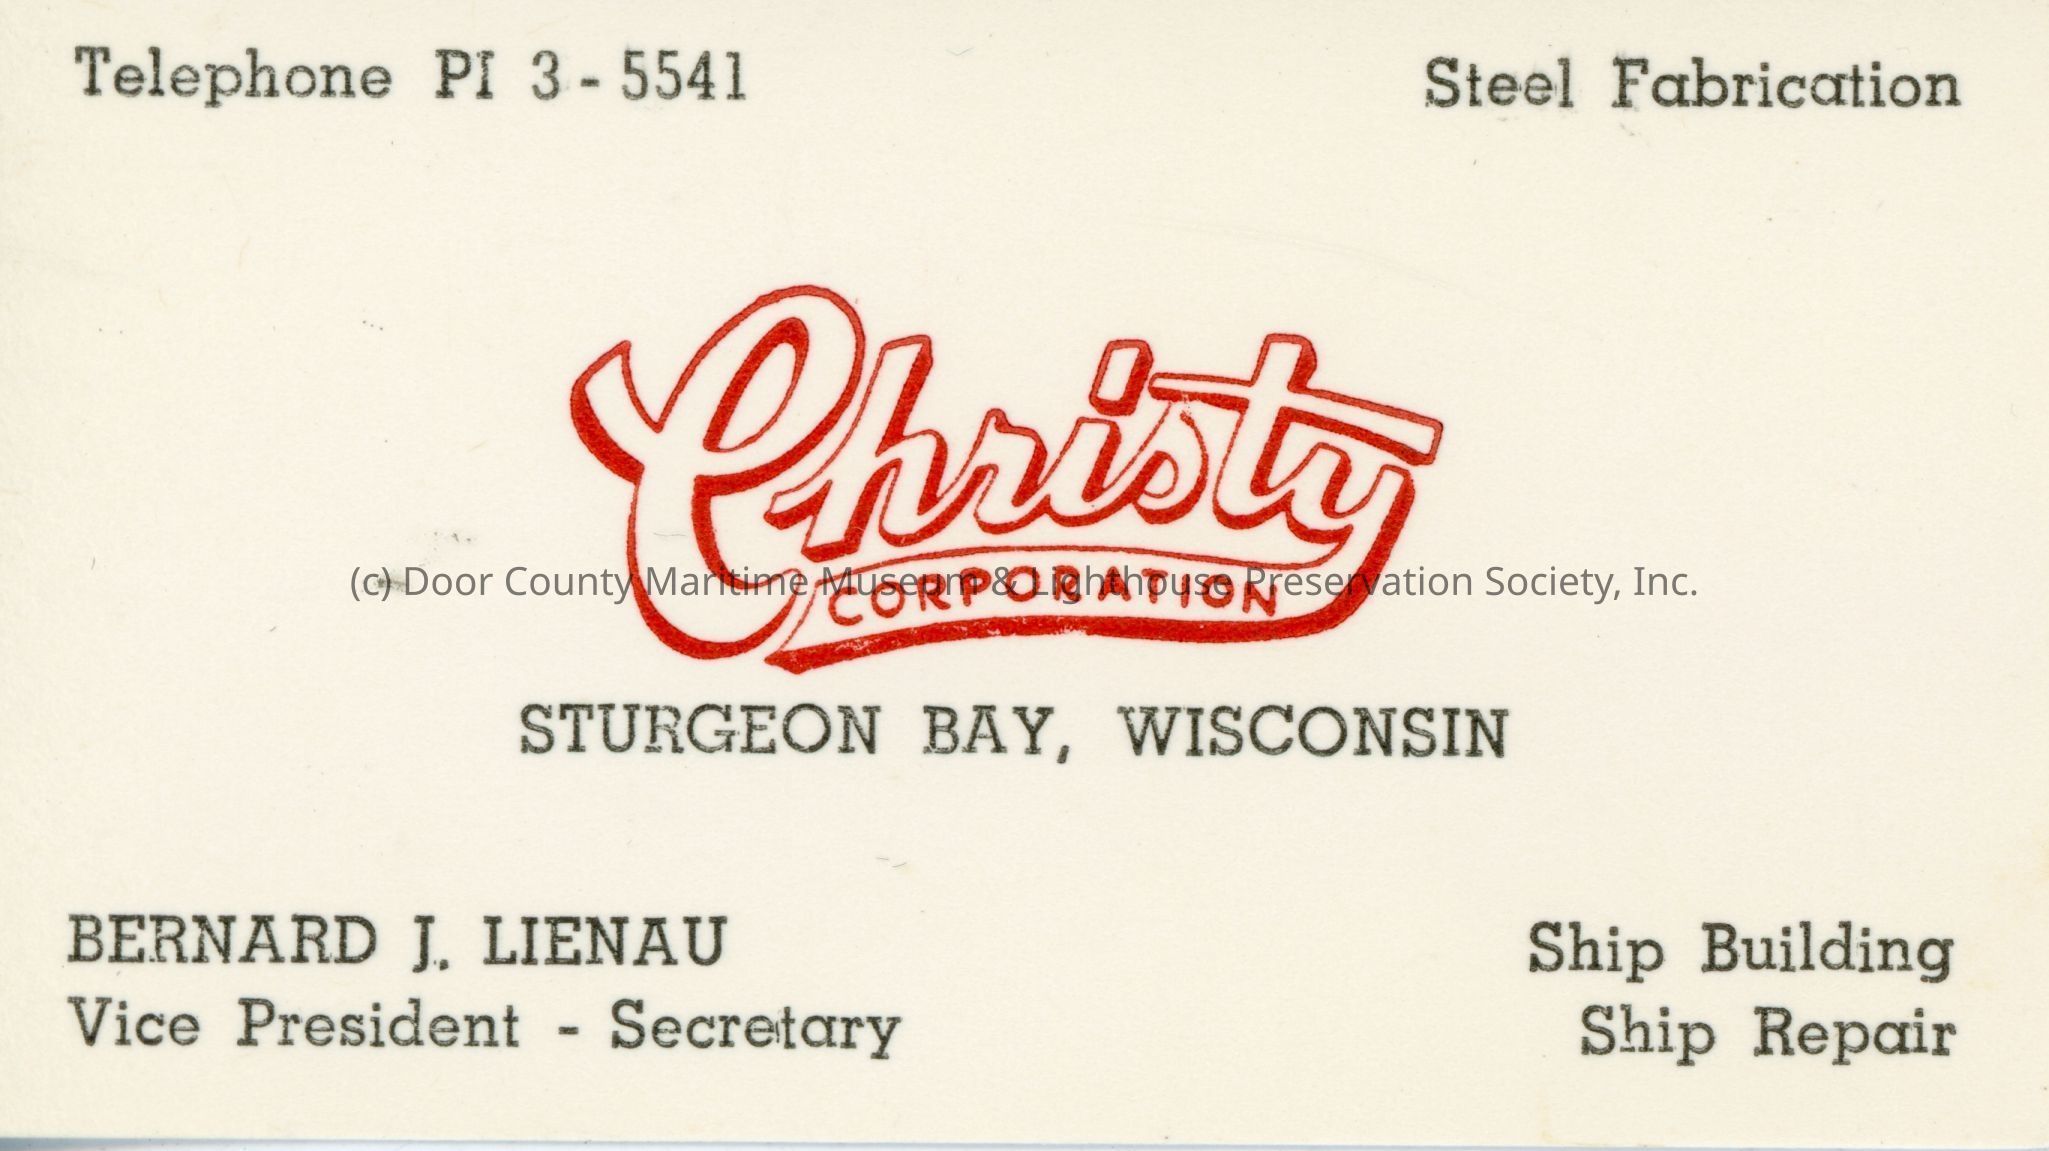 Telephone PI 3-5541
Steel Fabrication
Christy
CORPORATION
(c) Door County Maritime Museum & Lighthouse Preservation Society, Inc.
STURGEON BAY, WISCONSIN
BERNARD J. LIENAU
Vice President - Secretary
Ship Building
Ship Repair